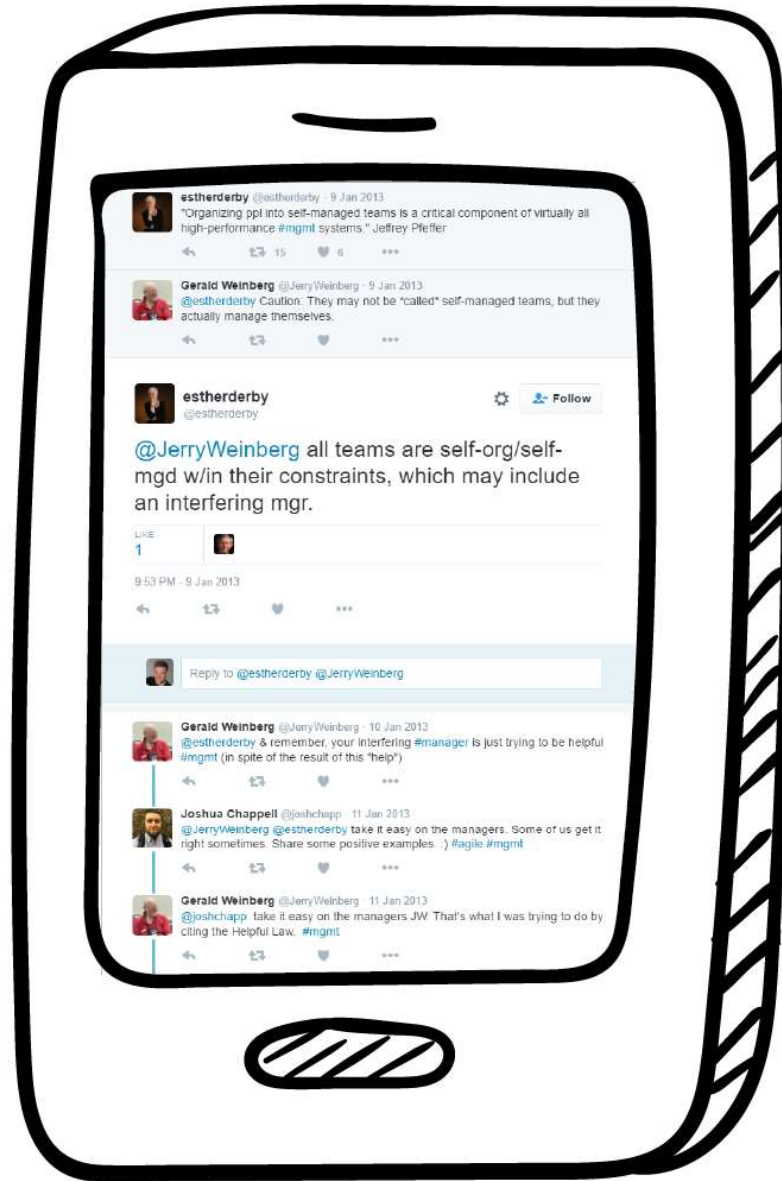 estherderby @estherderby · 9 Jan 2013
"Organizing ppl into self-managed teams is a critical component of virtually all
high-performance #mgmt systems." Jeffrey Pfeffer
15 6
Gerald Weinberg @JerryWeinberg · 9 Jan 2013
@estherderby Caution: They may not be *called* self-managed teams, but they
actually manage themselves.
estherderby
@estherderby
Follow
@JerryWeinberg all teams are self-org/self-
mgd w/in their constraints, which may include
an interfering mgr.
LIKE
1
9:53 PM - 9 Jan 2013
Reply to @estherderby @JerryWeinberg
Gerald Weinberg @JerryWeinberg · 10 Jan 2013
@estherderby & remember, your interfering #manager is just trying to be helpful
#mgmt (in spite of the result of this "help")
Joshua Chappell @joshchapp · 11 Jan 2013
@JerryWeinberg @estherderby take it easy on the managers. Some of us get it
right sometimes. Share some positive examples. :) #agile #mgmt
Gerald Weinberg @JerryWeinberg · 11 Jan 2013
@joshchapp take it easy on the managers JW. That's what I was trying to do by
citing the Helpful Law. #mgmt